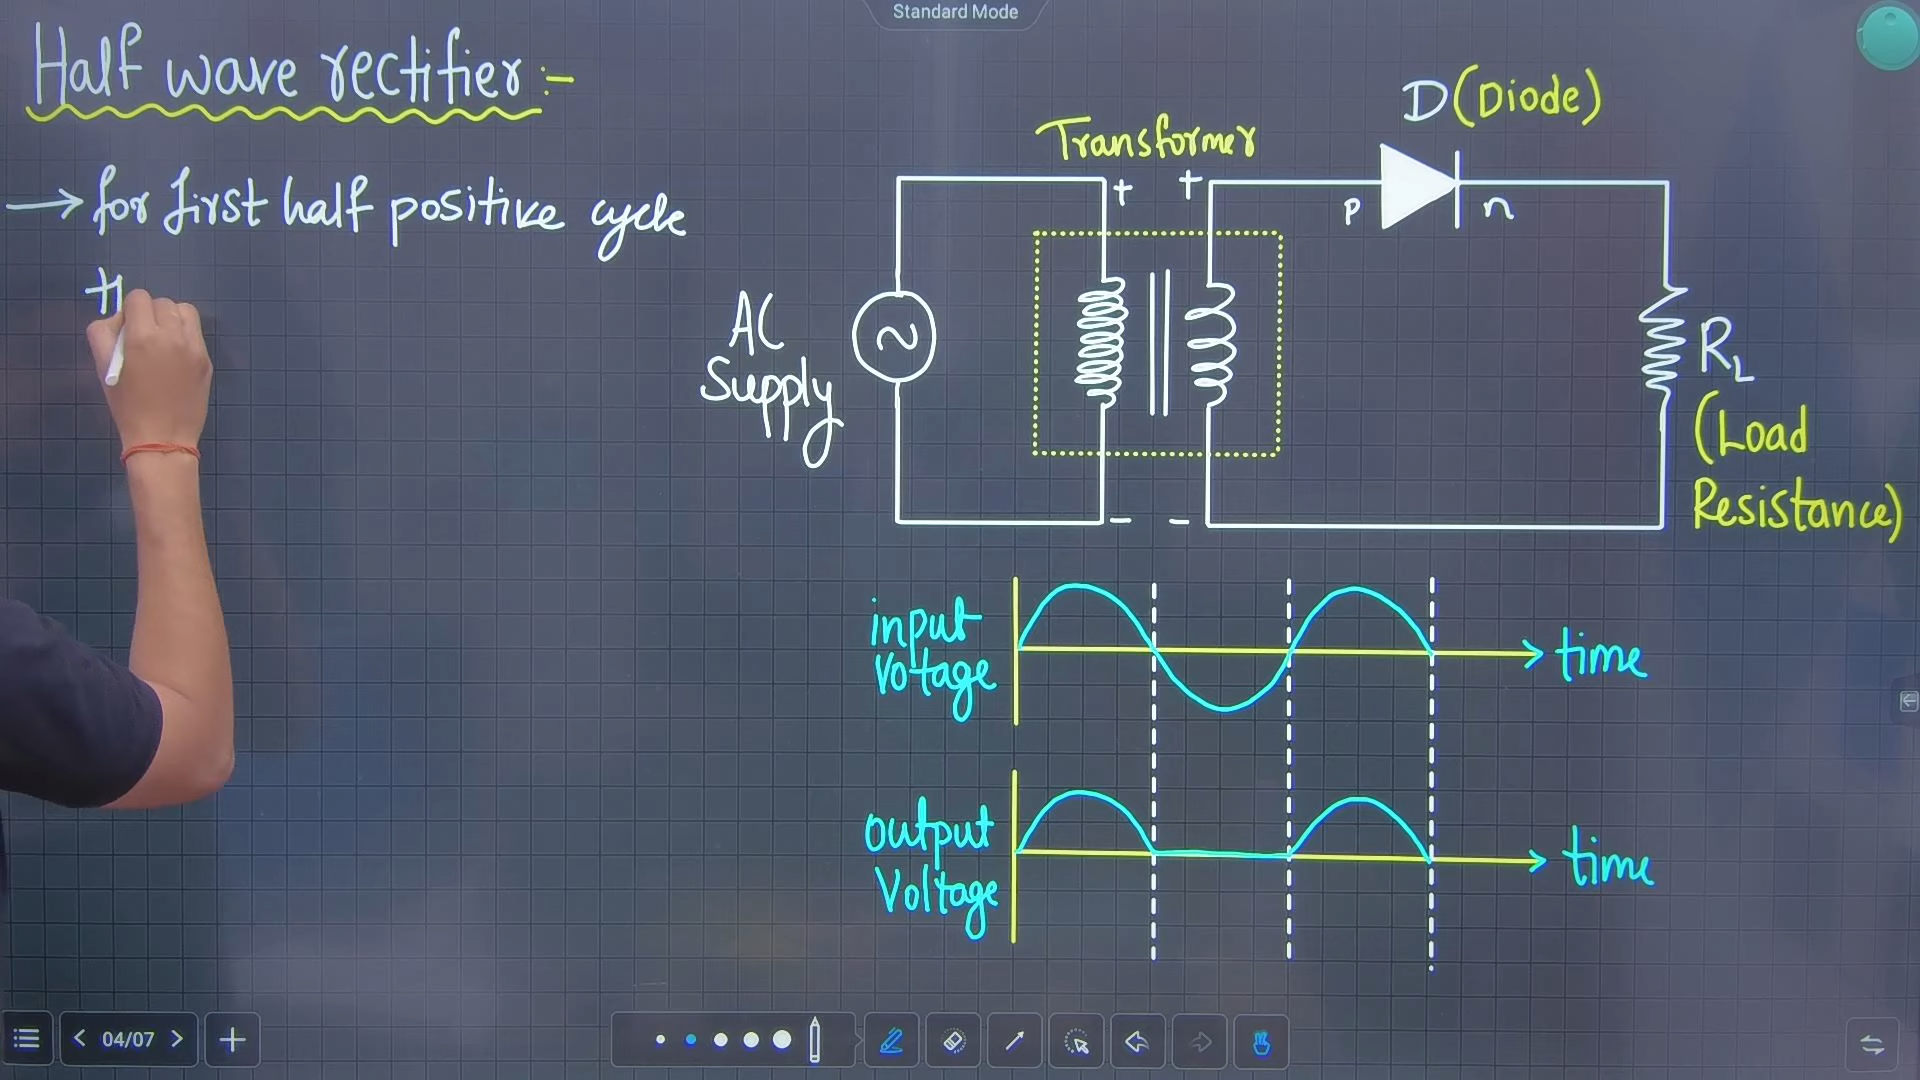 Standard Mode
Half wave rectifier :-
→ for first half positive cycle
D (Diode)
Transformer
+ +
P n
AC
Supply
RL
(Load
Resistance)
- -
input
Votage
time
output
Voltage
time
04/07